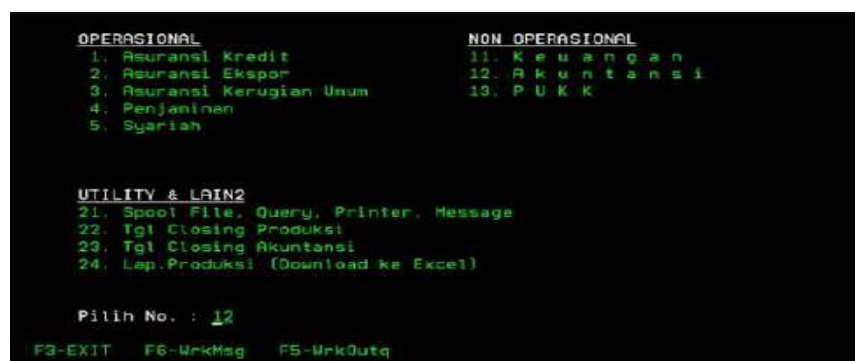 OPERASIONAL
1. Asuransi Kredit
2. Asuransi Ekspor
3. Asuransi Kerugian Umum
4. Penjaminan
5. Syariah
NON OPERASIONAL
11. K e u a n g a n
12. A k u n t a n s i
13. P U K K
UTILITY & LAIN2
21. Spool File, Query, Printer, Message
22. Tgl Closing Produksi
23. Tgl Closing Akuntansi
24. Lap.Produksi (Download ke Excel)
Pilih No. : 12
F3-EXIT F6-WrkMsg F5-WrkOutq